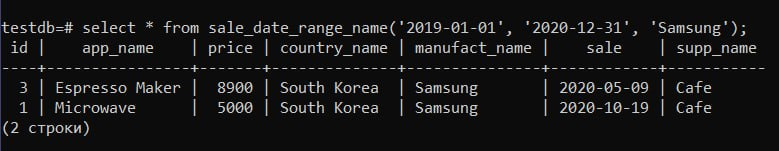 testdb=# select * from sale_date_range_name('2019-01-01', '2020-12-31', 'Samsung');
 id |    app_name    | price | country_name | manufact_name |    sale    | supp_name
----+----------------+-------+--------------+---------------+------------+-----------
  3 | Espresso Maker |  8900 | South Korea  | Samsung       | 2020-05-09 | Cafe
  1 | Microwave      |  5000 | South Korea  | Samsung       | 2020-10-19 | Cafe
(2 строки)